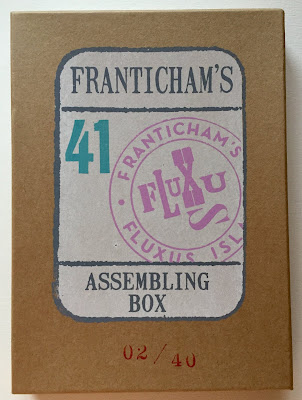 FRANTICHAM'S
41
FRANTICHAM'S
FLUXUS
FLUXUS ISL
ASSEMBLING
BOX
02/40